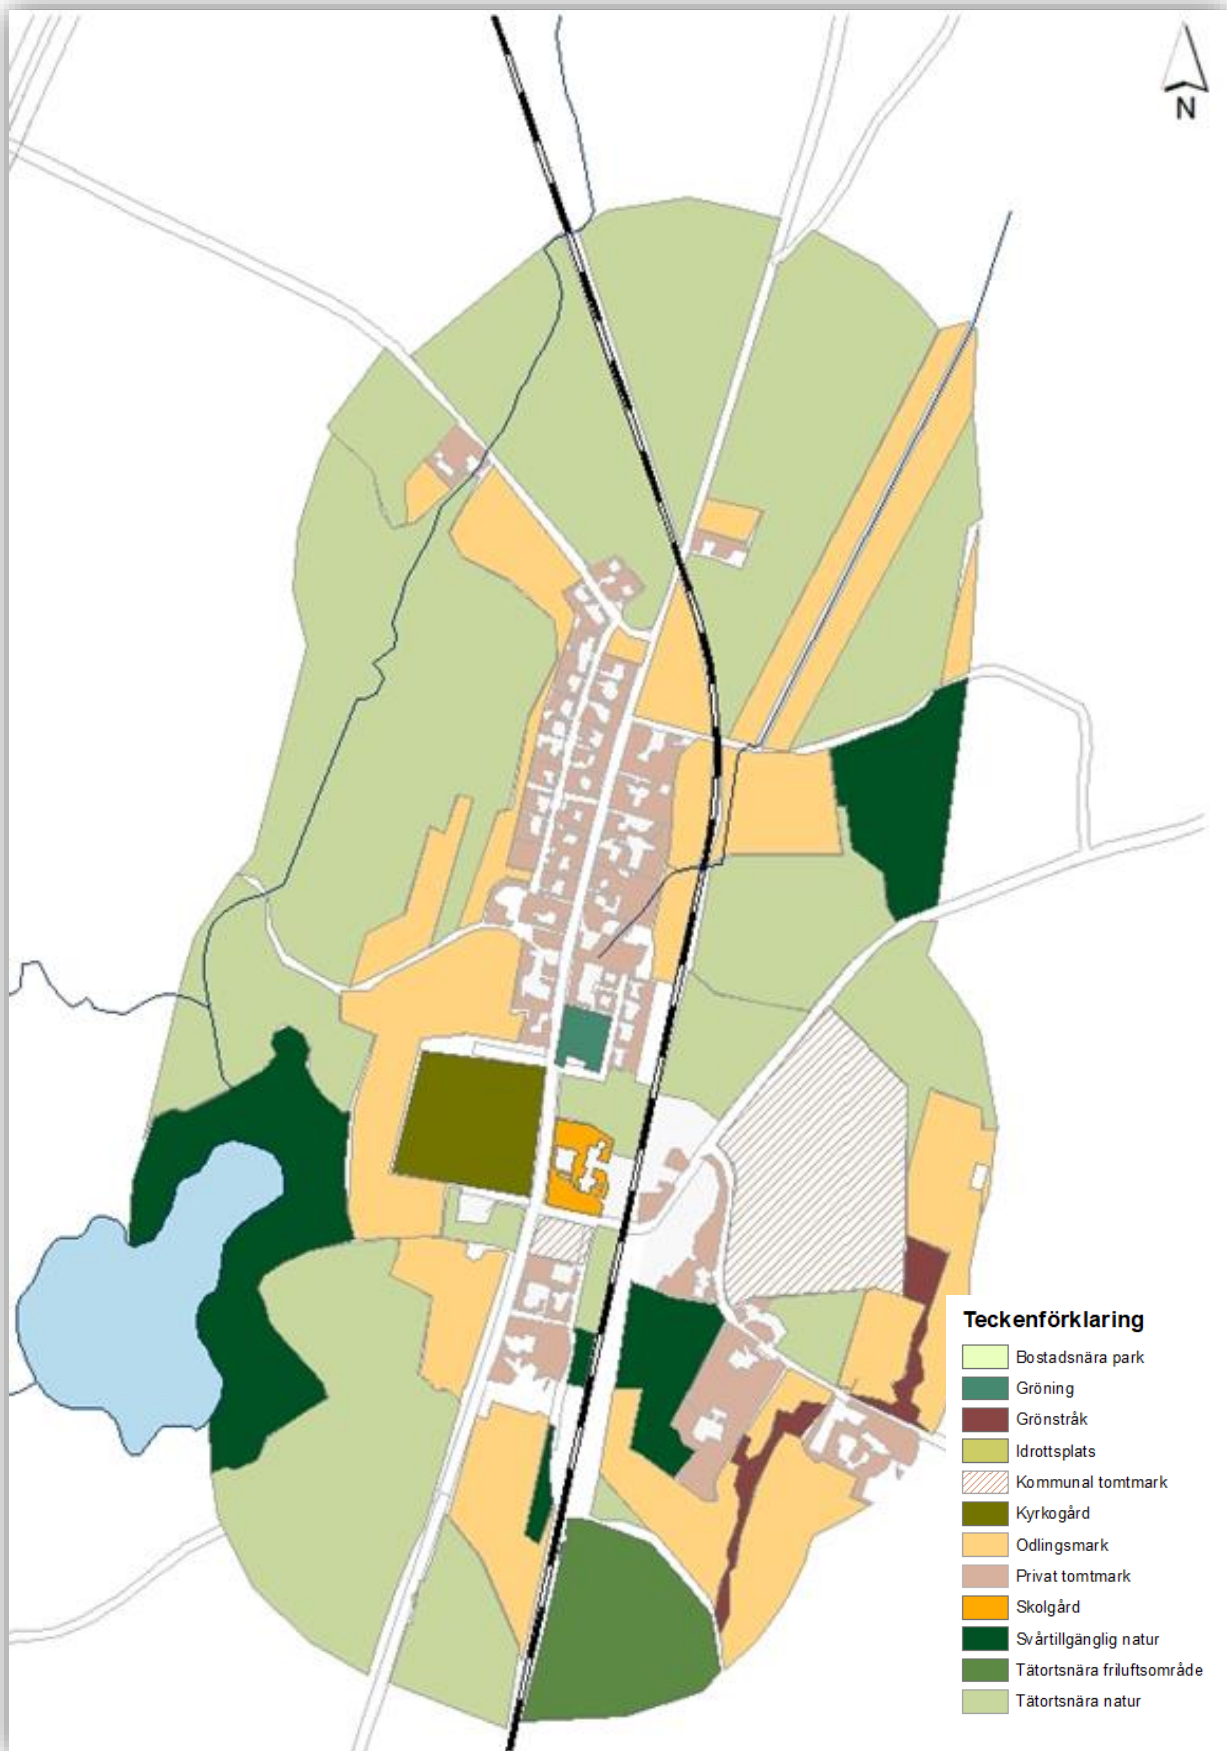 N
Teckenförklaring
Bostadsnära park
Gröning
Grönstråk
Idrottsplats
Kommunal tomtmark
Kyrkogård
Odlingsmark
Privat tomtmark
Skolgård
Svårtillgänglig natur
Tätortsnära friluftsområde
Tätortsnära natur